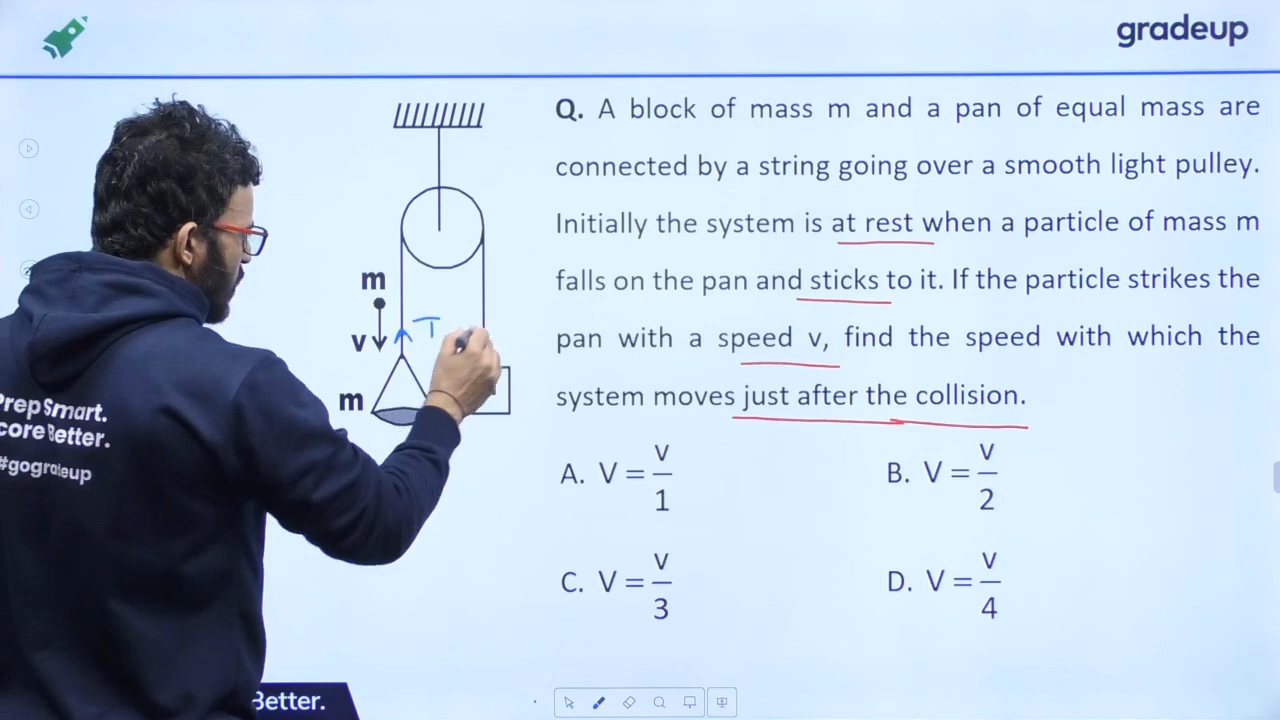 gradeup
Q. A block of mass m and a pan of equal mass are
connected by a string going over a smooth light pulley.
Initially the system is at rest when a particle of mass m
falls on the pan and sticks to it. If the particle strikes the
pan with a speed v, find the speed with which the
system moves just after the collision.
m
v
T
m
A. V = v/1
B. V = v/2
C. V = v/3
D. V = v/4
Prep Smart.
Score Better.
#gogradeup
Better.